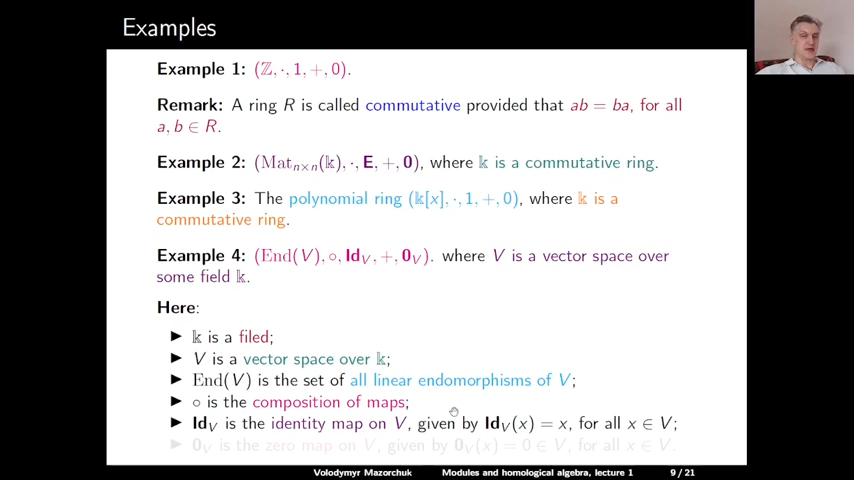 Examples
Example 1: (ℤ, ·, 1, +, 0).
Remark: A ring R is called commutative provided that ab = ba, for all
a, b ∈ R.
Example 2: (Mat_{n×n}(𝕜), ·, E, +, 0), where 𝕜 is a commutative ring.
Example 3: The polynomial ring (𝕜[x], ·, 1, +, 0), where 𝕜 is a
commutative ring.
Example 4: (End(V), ∘, Id_V, +, 0_V). where V is a vector space over
some field 𝕜.
Here:
▶ 𝕜 is a filed;
▶ V is a vector space over 𝕜;
▶ End(V) is the set of all linear endomorphisms of V;
▶ ∘ is the composition of maps;
▶ Id_V is the identity map on V, given by Id_V(x) = x, for all x ∈ V;
▶ 0_V is the zero map on V, given by 0_V(x) = 0 ∈ V, for all x ∈ V.
Volodymyr Mazorchuk Modules and homological algebra, lecture 1 9 / 21